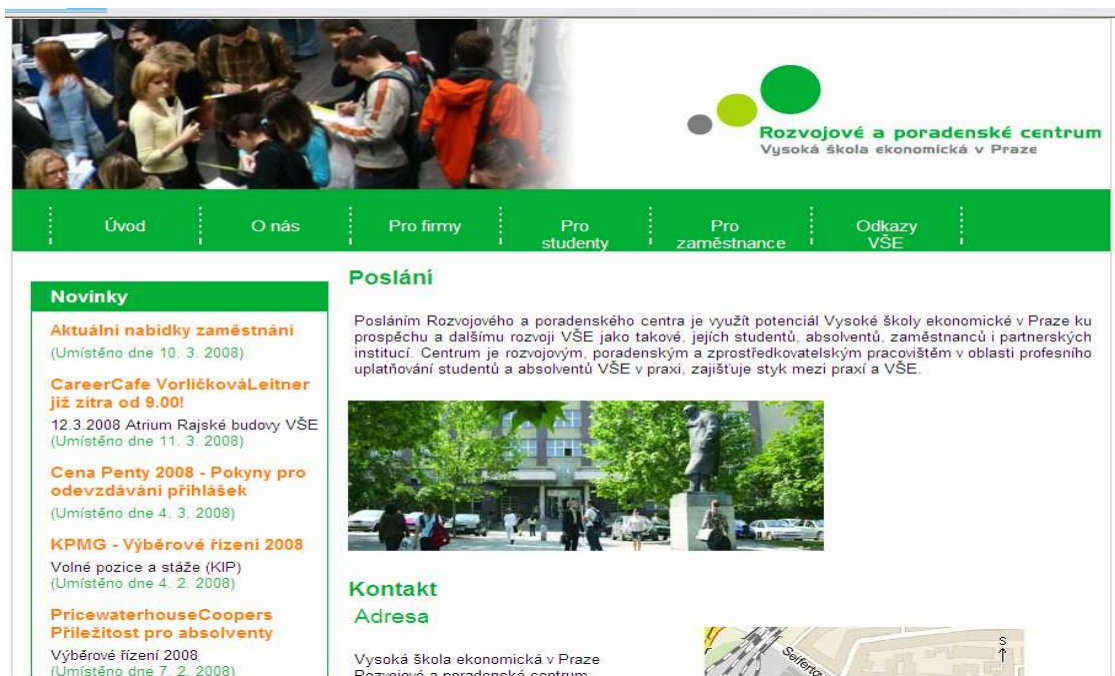 Rozvojové a poradenské centrum
Vysoká škola ekonomická v Praze
Úvod
O nás
Pro firmy
Pro
studenty
Pro
zaměstnance
Odkazy
VŠE
Novinky
Aktuální nabídky zaměstnání
(Umístěno dne 10. 3. 2008)
CareerCafe VorlíčkováLeitner
již zítra od 9.00!
12.3.2008 Atrium Rajské budovy VŠE
(Umístěno dne 11. 3. 2008)
Cena Penty 2008 - Pokyny pro
odevzdávání přihlášek
(Umístěno dne 4. 3. 2008)
KPMG - Výběrové řízení 2008
Volné pozice a stáže (KIP)
(Umístěno dne 4. 2. 2008)
PricewaterhouseCoopers
Příležitost pro absolventy
Výběrové řízení 2008
(Umístěno dne 7. 2. 2008)
Poslání
Posláním Rozvojového a poradenského centra je využít potenciál Vysoké školy ekonomické v Praze ku
prospěchu a dalšímu rozvoji VŠE jako takové, jejích studentů, absolventů, zaměstnanců i partnerských
institucí. Centrum je rozvojovým, poradenským a zprostředkovatelským pracovištěm v oblasti profesního
uplatňování studentů a absolventů VŠE v praxi, zajišťuje styk mezi praxí a VŠE.
Kontakt
Adresa
Vysoká škola ekonomická v Praze
Rozvojové a poradenské centrum
S